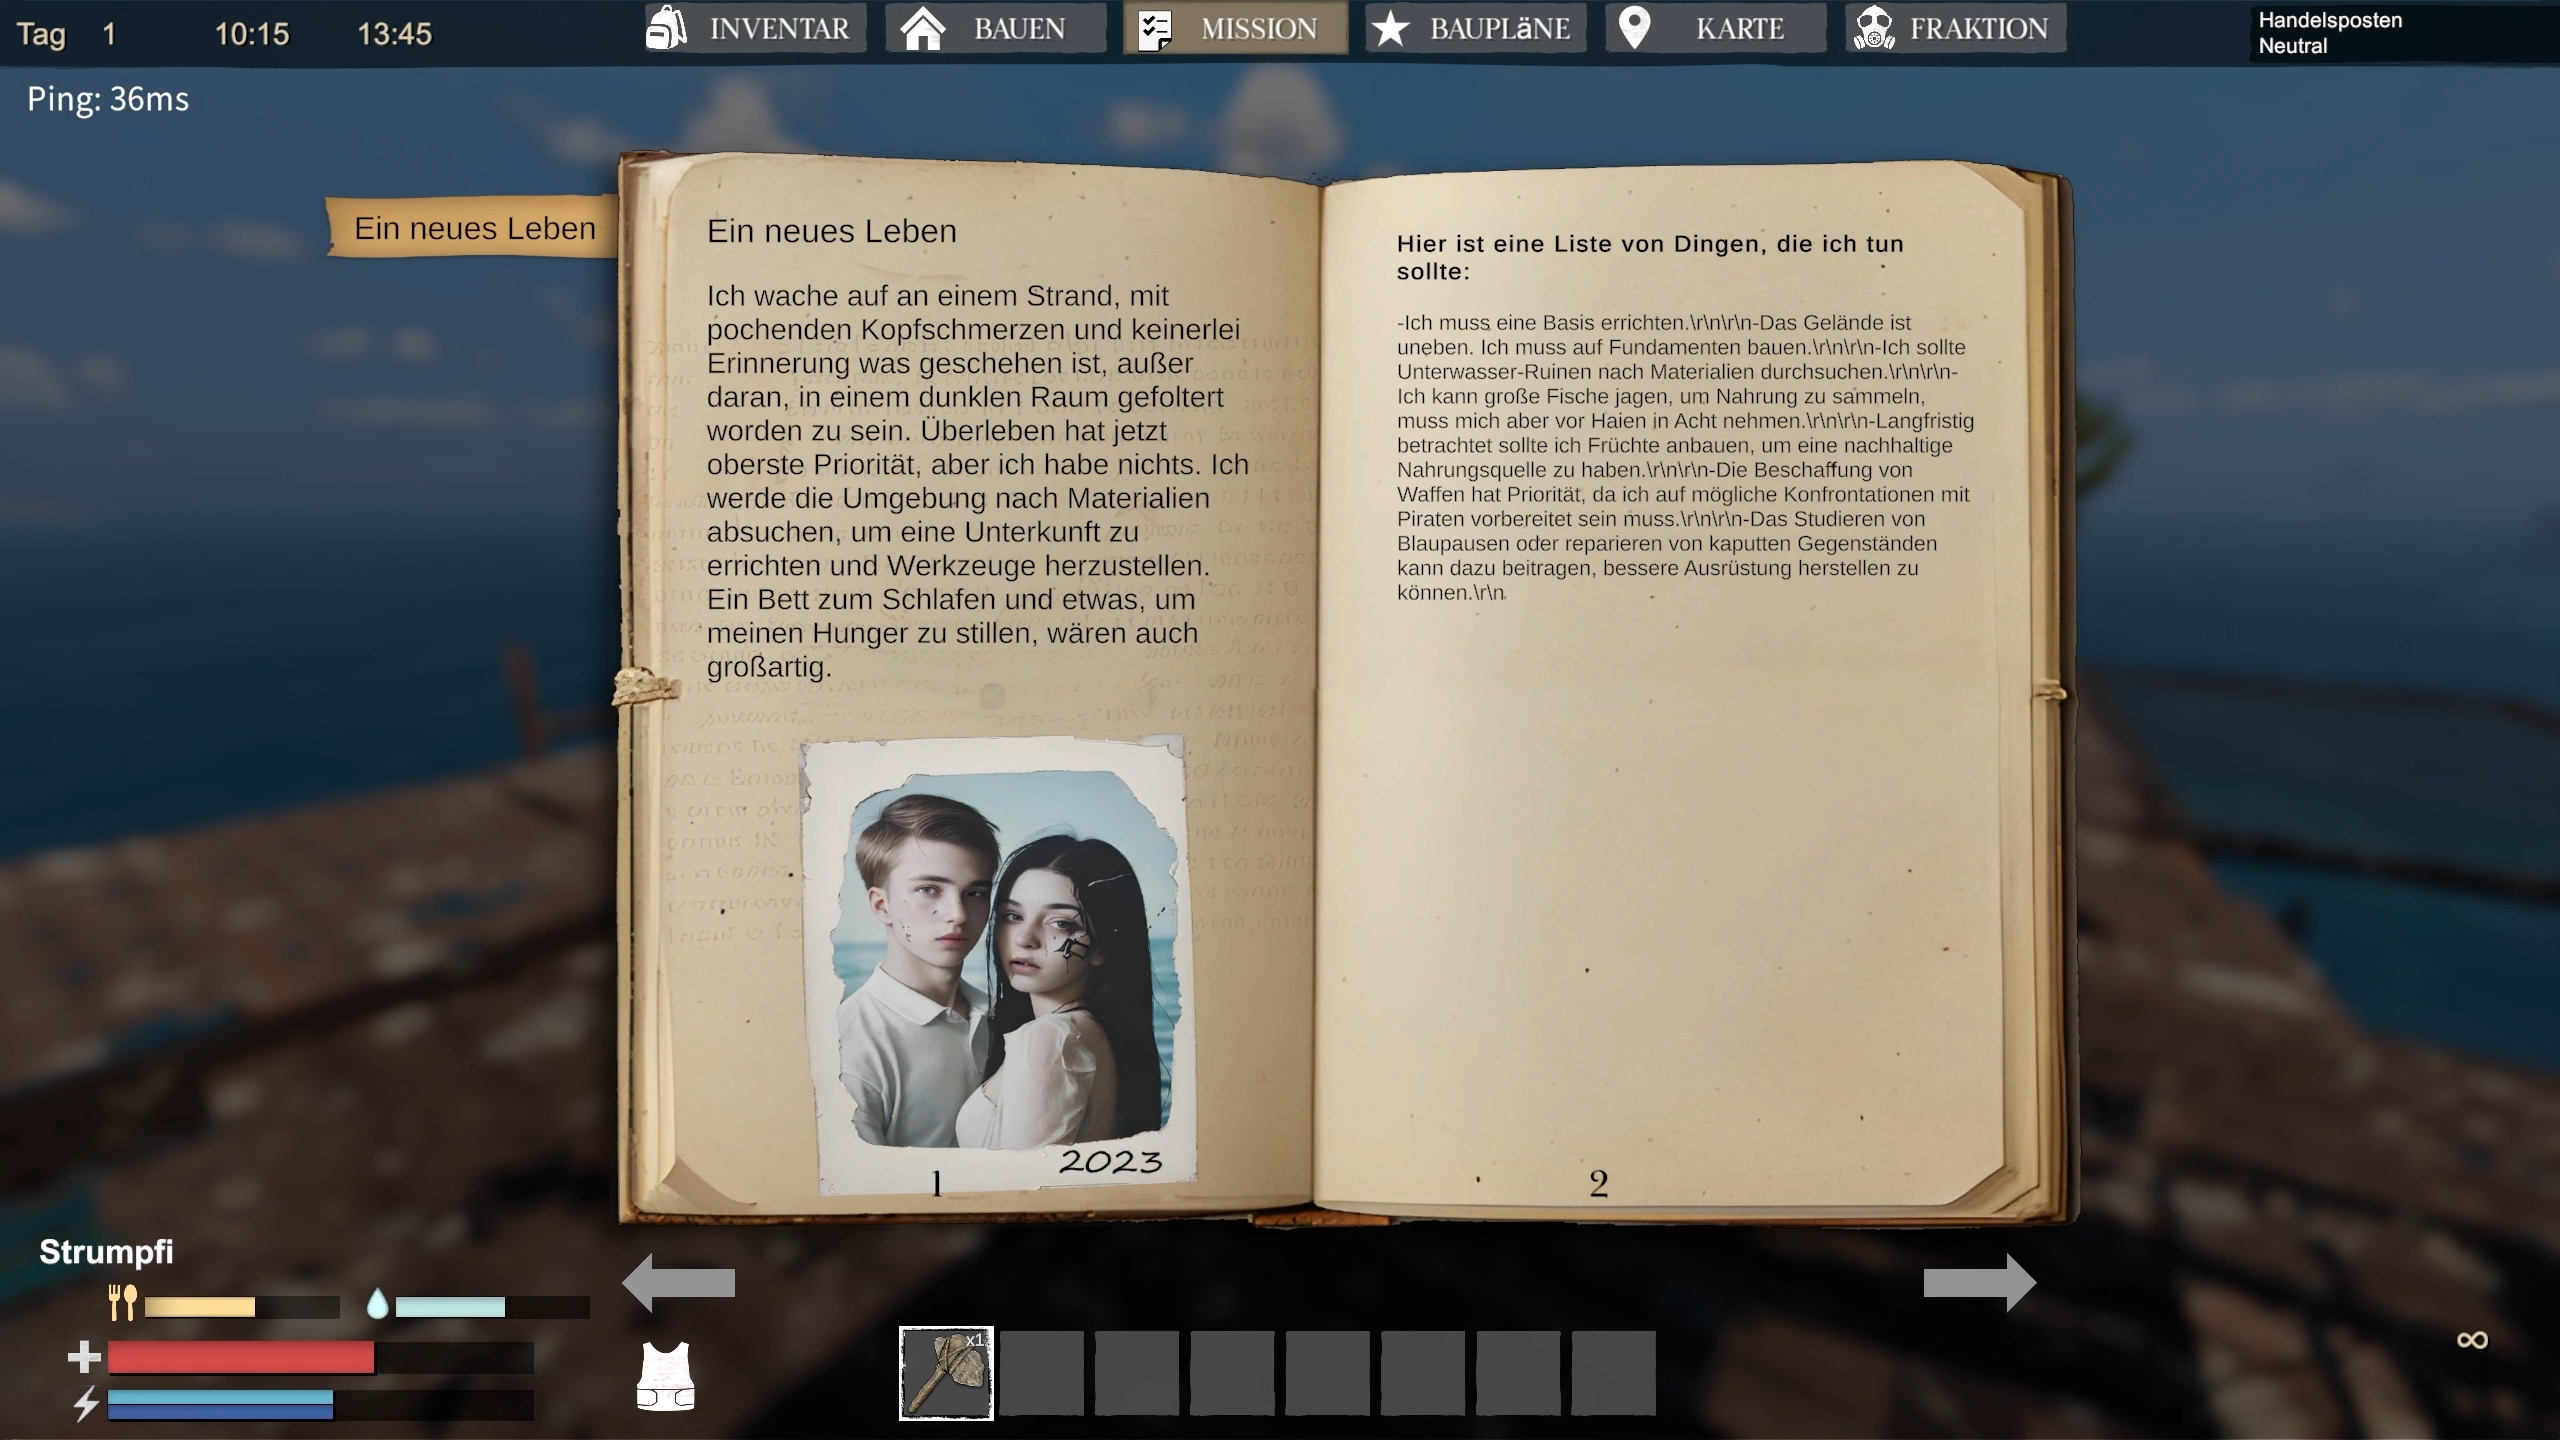 Tag 1 10:15 13:45
INVENTAR
BAUEN
MISSION
BAUPLäNE
KARTE
FRAKTION
Handelsposten
Neutral
Ping: 36ms
Ein neues Leben
Ein neues Leben
Ich wache auf an einem Strand, mit
pochenden Kopfschmerzen und keinerlei
Erinnerung was geschehen ist, außer
daran, in einem dunklen Raum gefoltert
worden zu sein. Überleben hat jetzt
oberste Priorität, aber ich habe nichts. Ich
werde die Umgebung nach Materialien
absuchen, um eine Unterkunft zu
errichten und Werkzeuge herzustellen.
Ein Bett zum Schlafen und etwas, um
meinen Hunger zu stillen, wären auch
großartig.
2023
1
Hier ist eine Liste von Dingen, die ich tun
sollte:
-Ich muss eine Basis errichten.\r\n\r\n-Das Gelände ist
uneben. Ich muss auf Fundamenten bauen.\r\n\r\n-Ich sollte
Unterwasser-Ruinen nach Materialien durchsuchen.\r\n\r\n-
Ich kann große Fische jagen, um Nahrung zu sammeln,
muss mich aber vor Haien in Acht nehmen.\r\n\r\n-Langfristig
betrachtet sollte ich Früchte anbauen, um eine nachhaltige
Nahrungsquelle zu haben.\r\n\r\n-Die Beschaffung von
Waffen hat Priorität, da ich auf mögliche Konfrontationen mit
Piraten vorbereitet sein muss.\r\n\r\n-Das Studieren von
Blaupausen oder reparieren von kaputten Gegenständen
kann dazu beitragen, bessere Ausrüstung herstellen zu
können.\r\n
2
Strumpfi
x1
∞